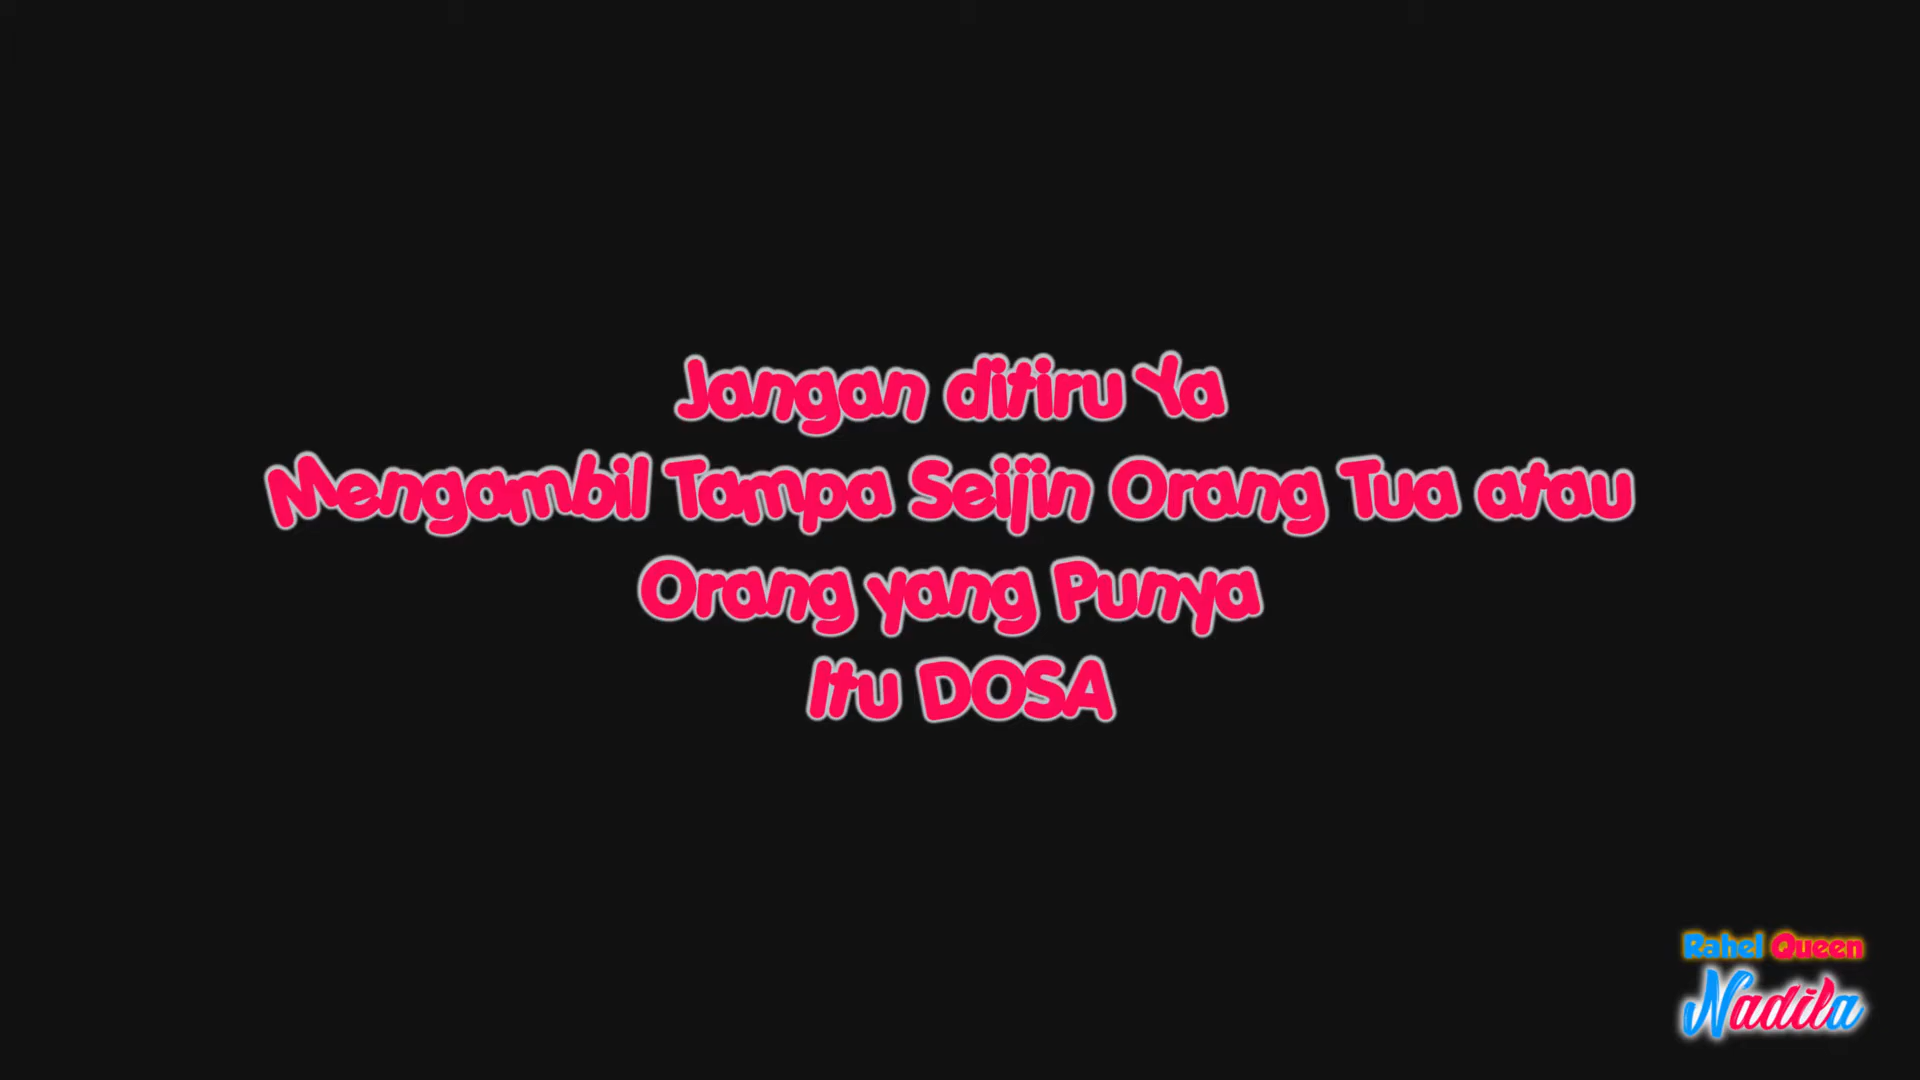 Jangan ditiru Ya
Mengambil Tampa Seijin Orang Tua atau
Orang yang Punya
Itu DOSA
Rahel Queen
Nadila